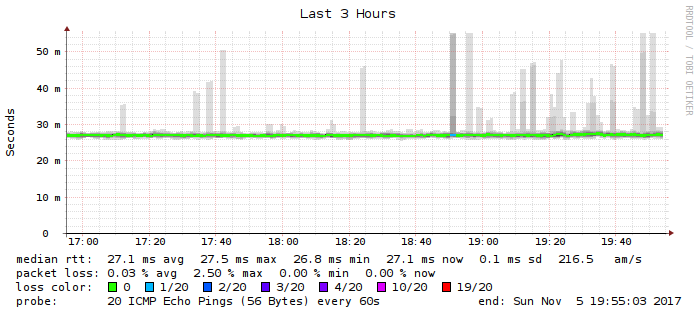 Last 3 Hours
RRDTOOL / TOBI OETIKER
Seconds
50 m
40 m
30 m
20 m
10 m
0
17:00 17:20 17:40 18:00 18:20 18:40 19:00 19:20 19:40
median rtt: 27.1 ms avg 27.5 ms max 26.8 ms min 27.1 ms now 0.1 ms sd 216.5 am/s
packet loss: 0.03 % avg 2.50 % max 0.00 % min 0.00 % now
loss color: 0 1/20 2/20 3/20 4/20 10/20 19/20
probe: 20 ICMP Echo Pings (56 Bytes) every 60s end: Sun Nov 5 19:55:03 2017